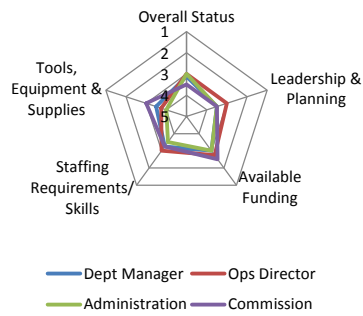 Overall Status
1
2
3
4
5
Leadership &
Planning
Available
Funding
Staffing
Requirements/
Skills
Tools,
Equipment &
Supplies
Dept Manager
Ops Director
Administration
Commission